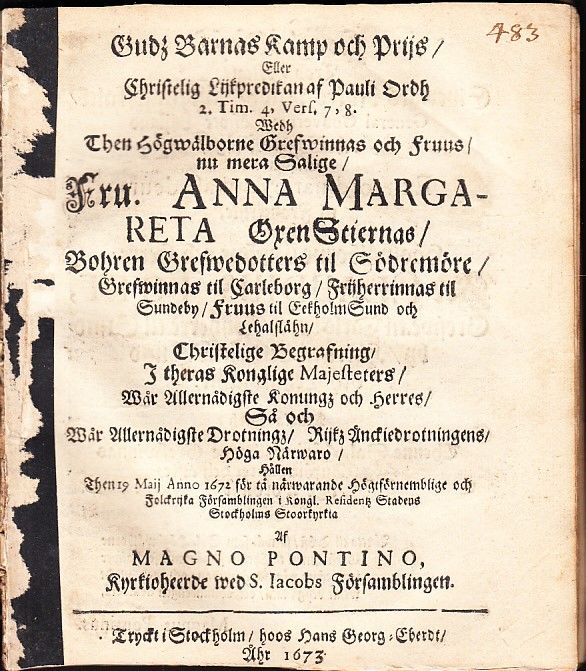 483
Gudz Barnas Kamp och Prijs /
Eller
Christelig Lijkpredikan af Pauli Ordh
2. Tim. 4, Vers. 7, 8.
Wedh
Then Högwälborne Grefwinnas och Fruus /
nu mera Salige /
Fru. ANNA MARGA-
RETA OxenStiernas /
Bohren Grefwedotters til Södremöre /
Grefwinnas til Carleborg / Friherrinnas til
Sundeby / Fruus til EekholmSund och
Lehalslähn /
Christelige Begrafning /
I theras Konglige Majesteters /
Wår Allernådigste Konungz och Herres /
Så och
Wår Allernådigste Drotningz / Rijkz Änckiedrotningens /
Höga Närwaro /
Hållen
Then 19 Maij Anno 1672 för tå närwarande Högtförnemblige och
Folckrijka Församblingen i Kongl. Residentz Stadens
Stockholms Stoorkyrkia
Af
MAGNO PONTINO,
Kyrkioheerde wed S. Iacobs Församblingen.
Tryckt i Stockholm / hoos Hans Georg Eberdt /
Åhr 1673